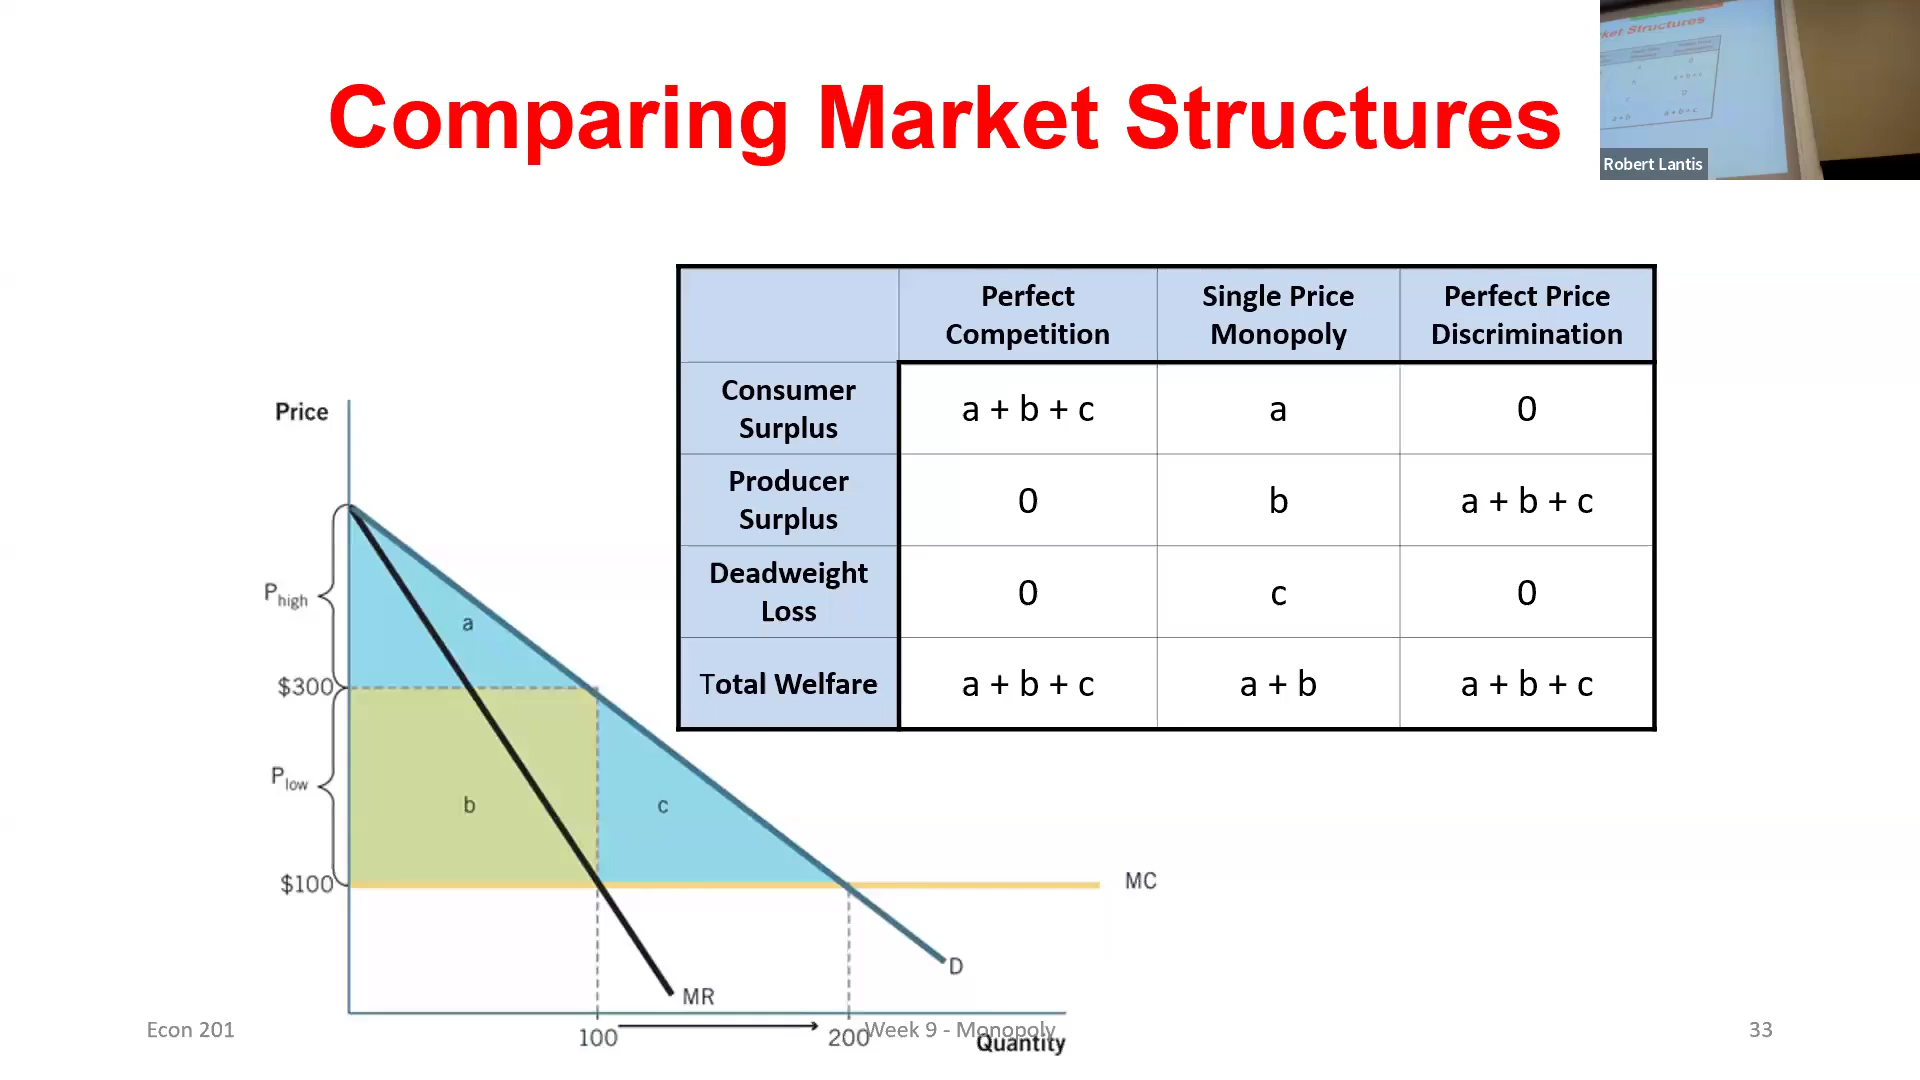 Comparing Market Structures
ket Structures
Robert Lantis
Perfect Competition
Single Price Monopoly
Perfect Price Discrimination
Consumer Surplus
a + b + c
a
0
Producer Surplus
0
b
a + b + c
Deadweight Loss
0
c
0
Total Welfare
a + b + c
a + b
a + b + c
Price
Phigh
a
$300
Plow
b
c
$100
MC
D
MR
100
200
Quantity
Econ 201
Week 9 - Monopoly
33